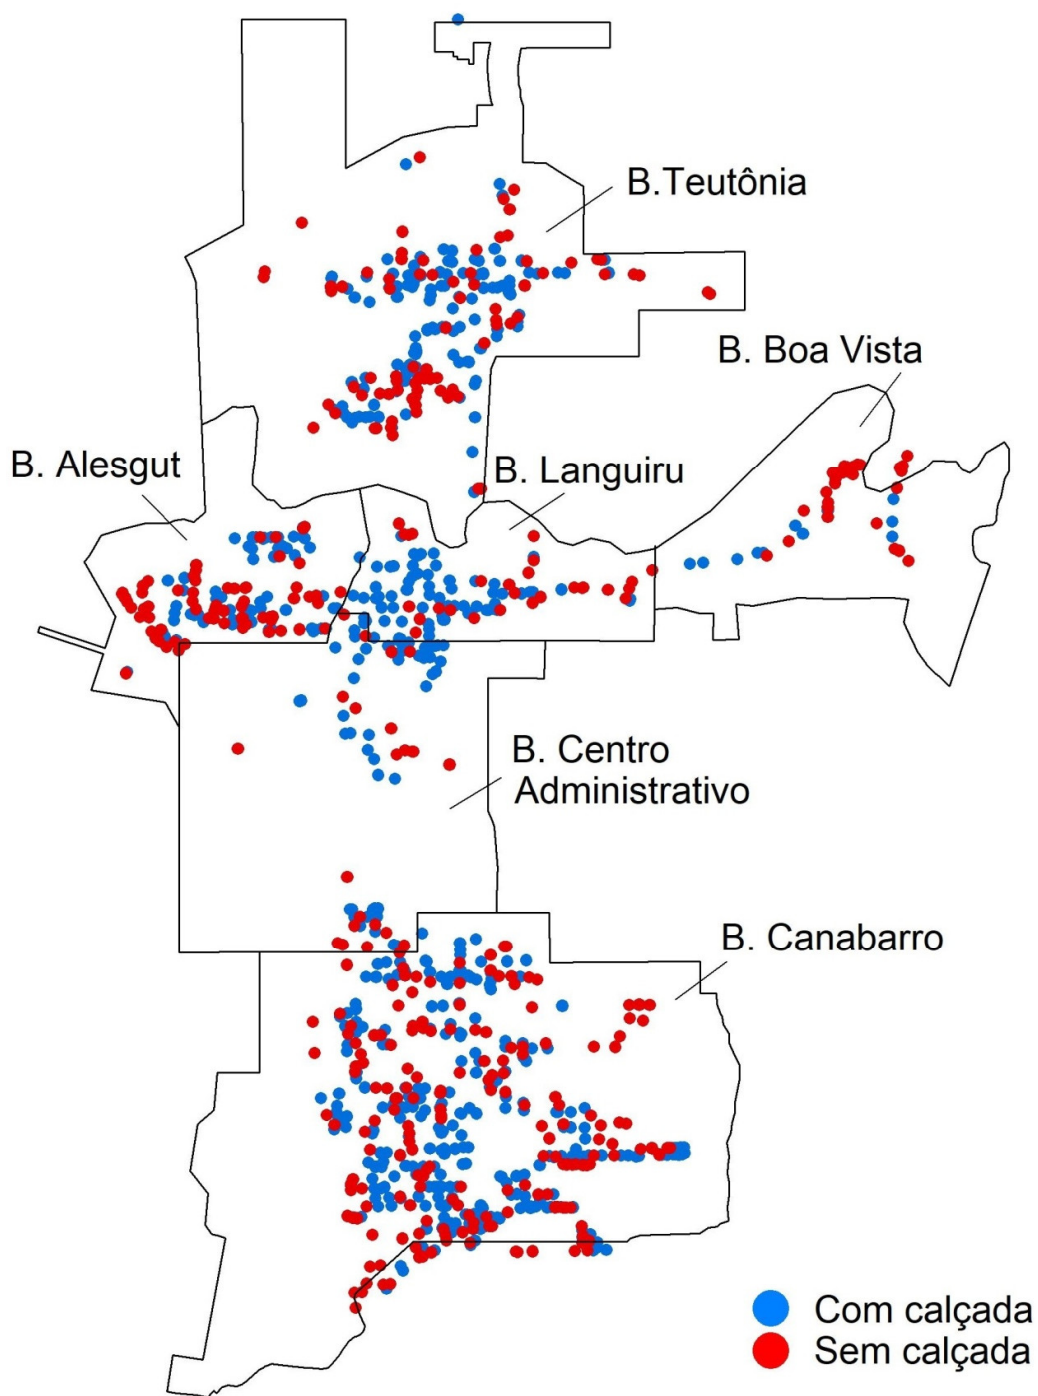 B.Teutônia
B. Boa Vista
B. Alesgut
B. Languiru
B. Centro
Administrativo
B. Canabarro
Com calçada
Sem calçada